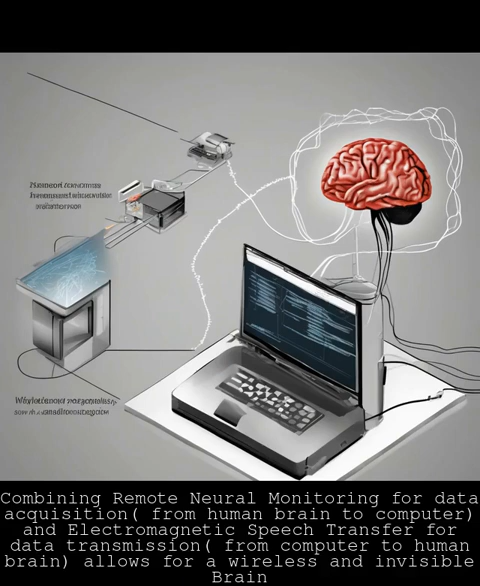 Combining Remote Neural Monitoring for data
acquisition( from human brain to computer)
and Electromagnetic Speech Transfer for
data transmission( from computer to human
brain) allows for a wireless and invisible
Brain